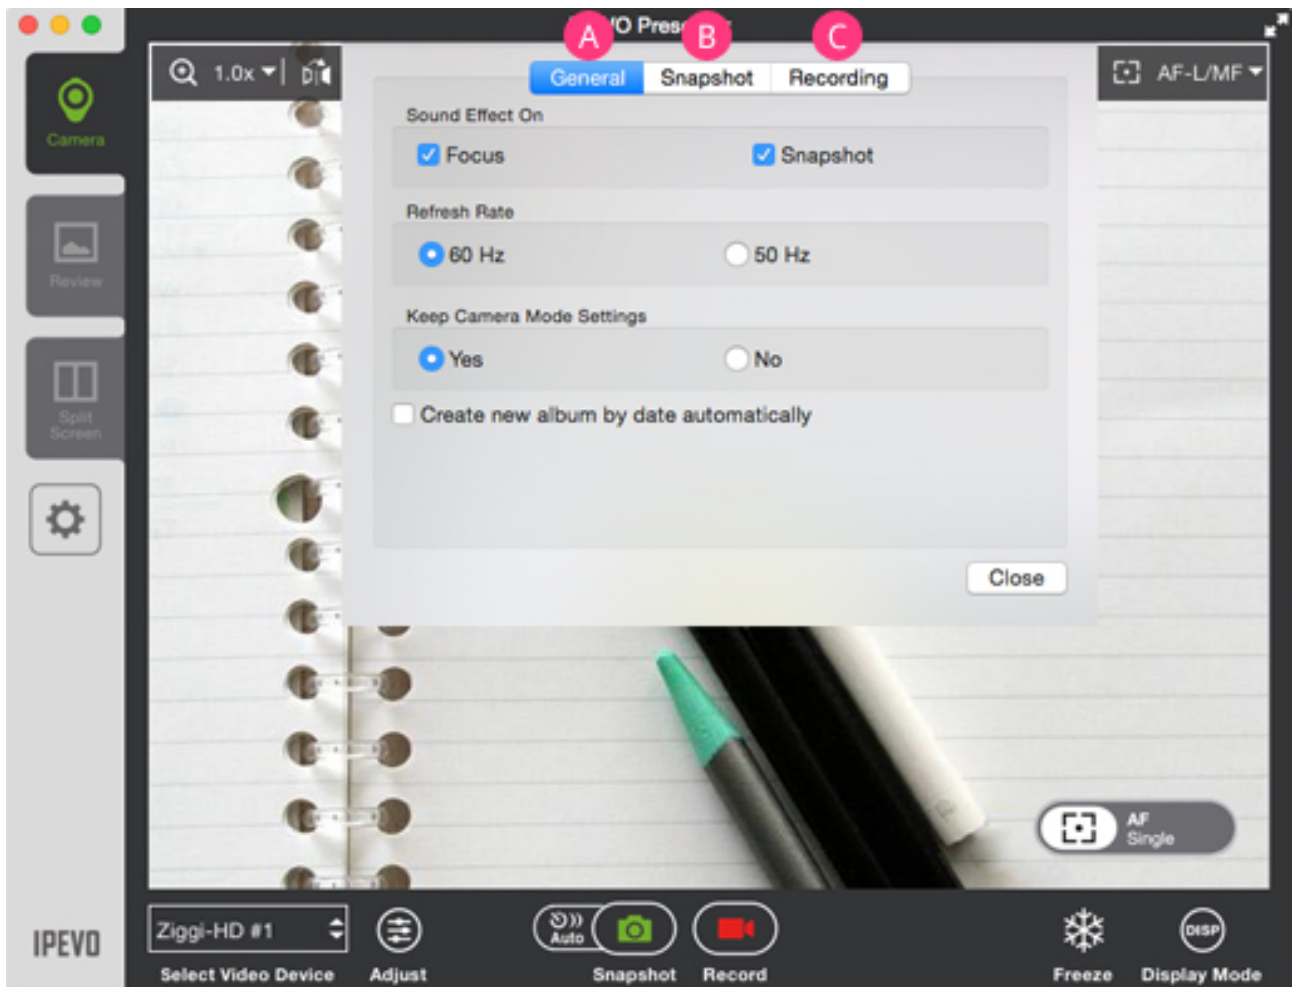 A
B
C
1.0x
General
Snapshot
Recording
AF-L/MF
Sound Effect On
Focus
Snapshot
Refresh Rate
60 Hz
50 Hz
Keep Camera Mode Settings
Yes
No
Create new album by date automatically
Close
Camera
Review
Split
Screen
AF
Single
IPEVO
Ziggi-HD #1
Select Video Device
Adjust
Auto
Snapshot
Record
Freeze
DISP
Display Mode